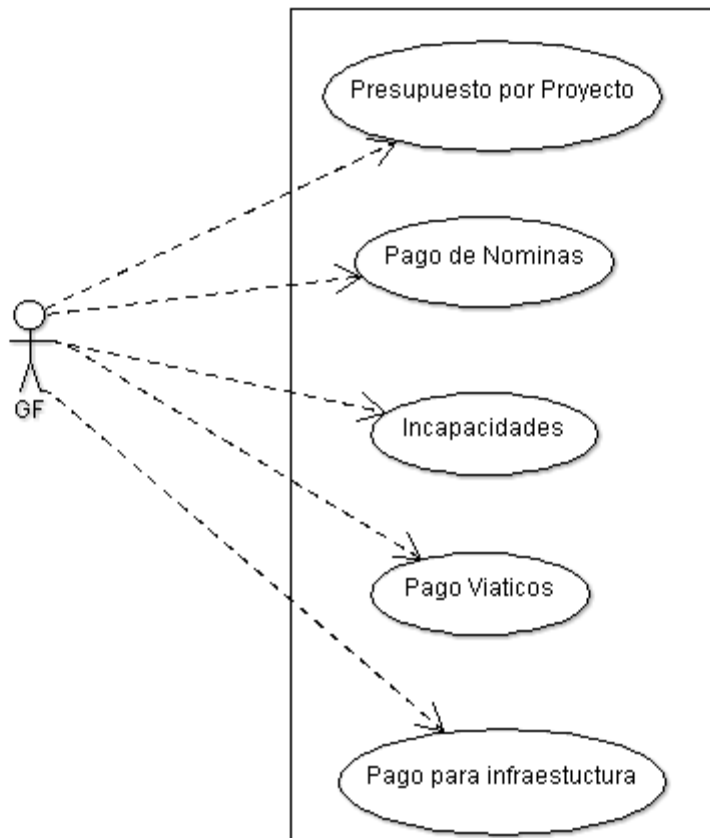 Presupuesto por Proyecto
Pago de Nominas
GF
Incapacidades
Pago Viaticos
Pago para infraestuctura